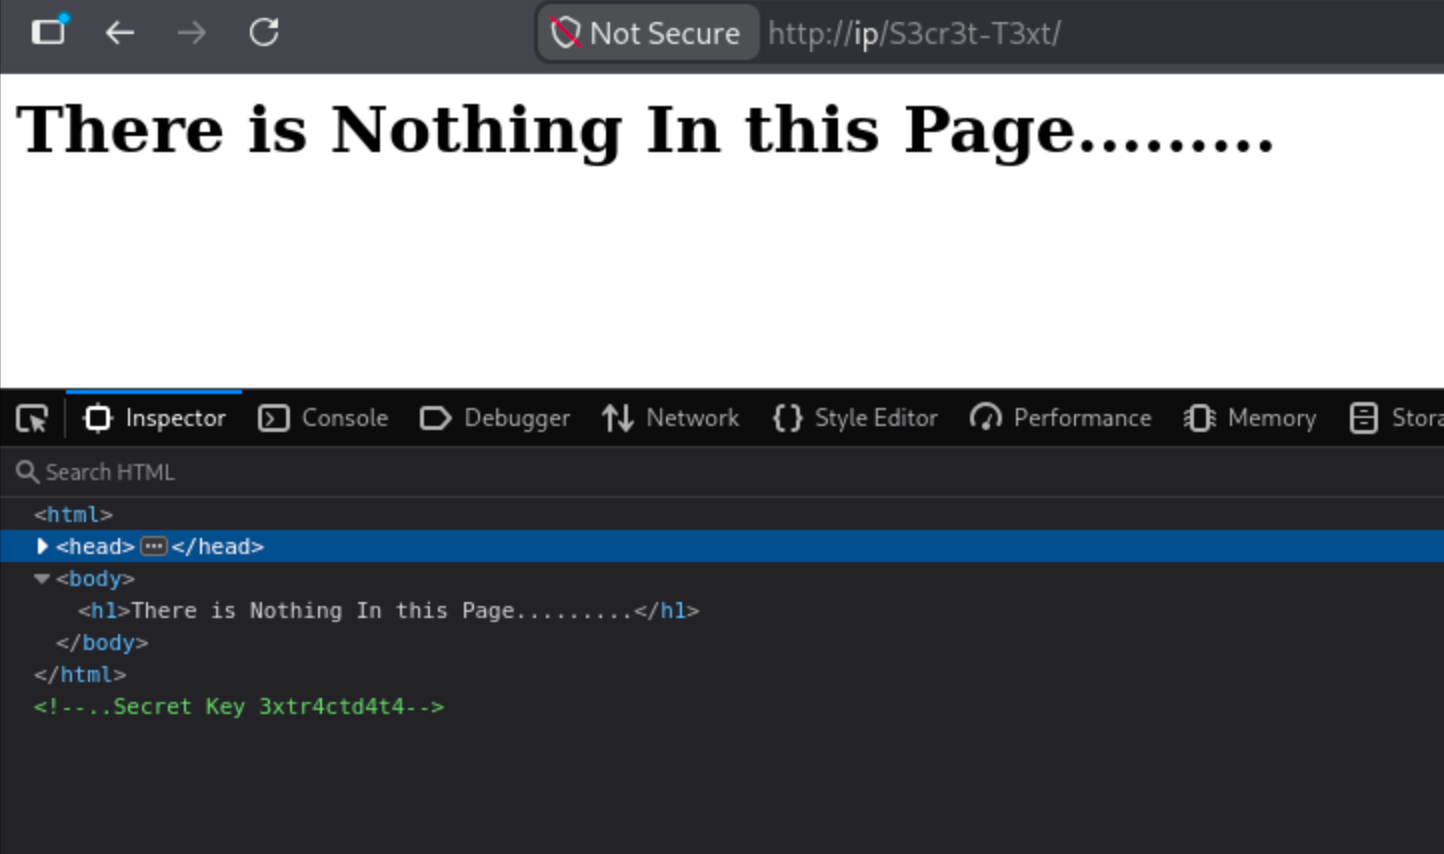 Not Secure http://ip/S3cr3t-T3xt/
There is Nothing In this Page.........
Inspector Console Debugger Network {} Style Editor Performance Memory Stora
Search HTML
<html>
<head> ... </head>
<body>
<h1>There is Nothing In this Page.........</h1>
</body>
</html>
<!--..Secret Key 3xtr4ctd4t4-->